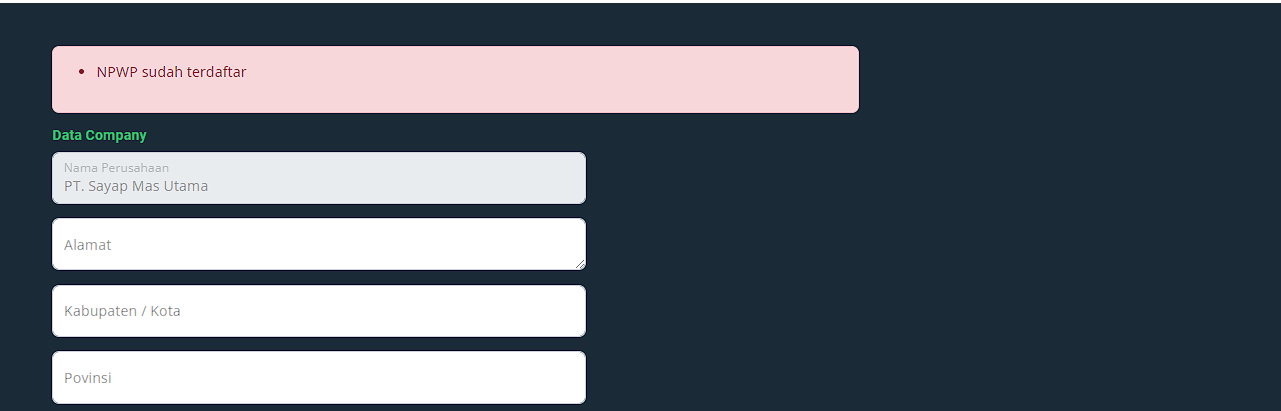 NPWP sudah terdaftar
Data Company
Nama Perusahaan
PT. Sayap Mas Utama
Alamat
Kabupaten / Kota
Povinsi